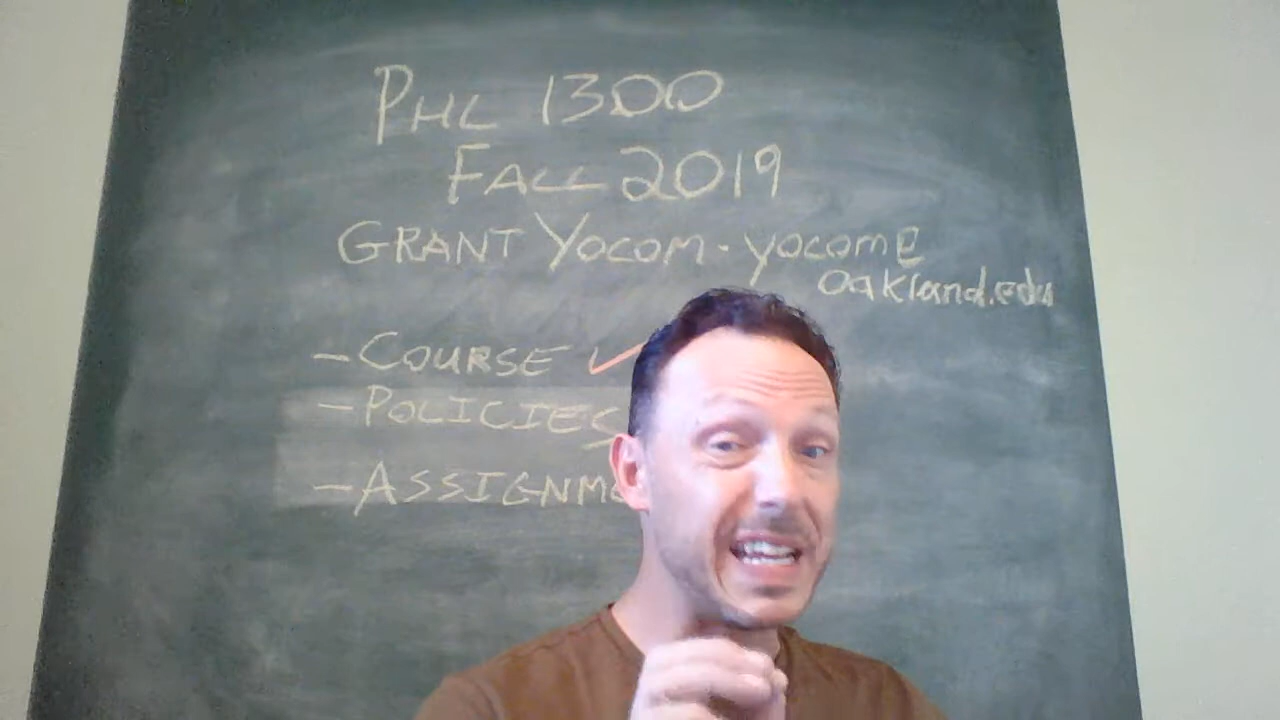 PHL 1300
FALL 2019
GRANT YOCOM - yocom@
oakland.edu
- COURSE ✓
- POLICIES
- ASSIGNME